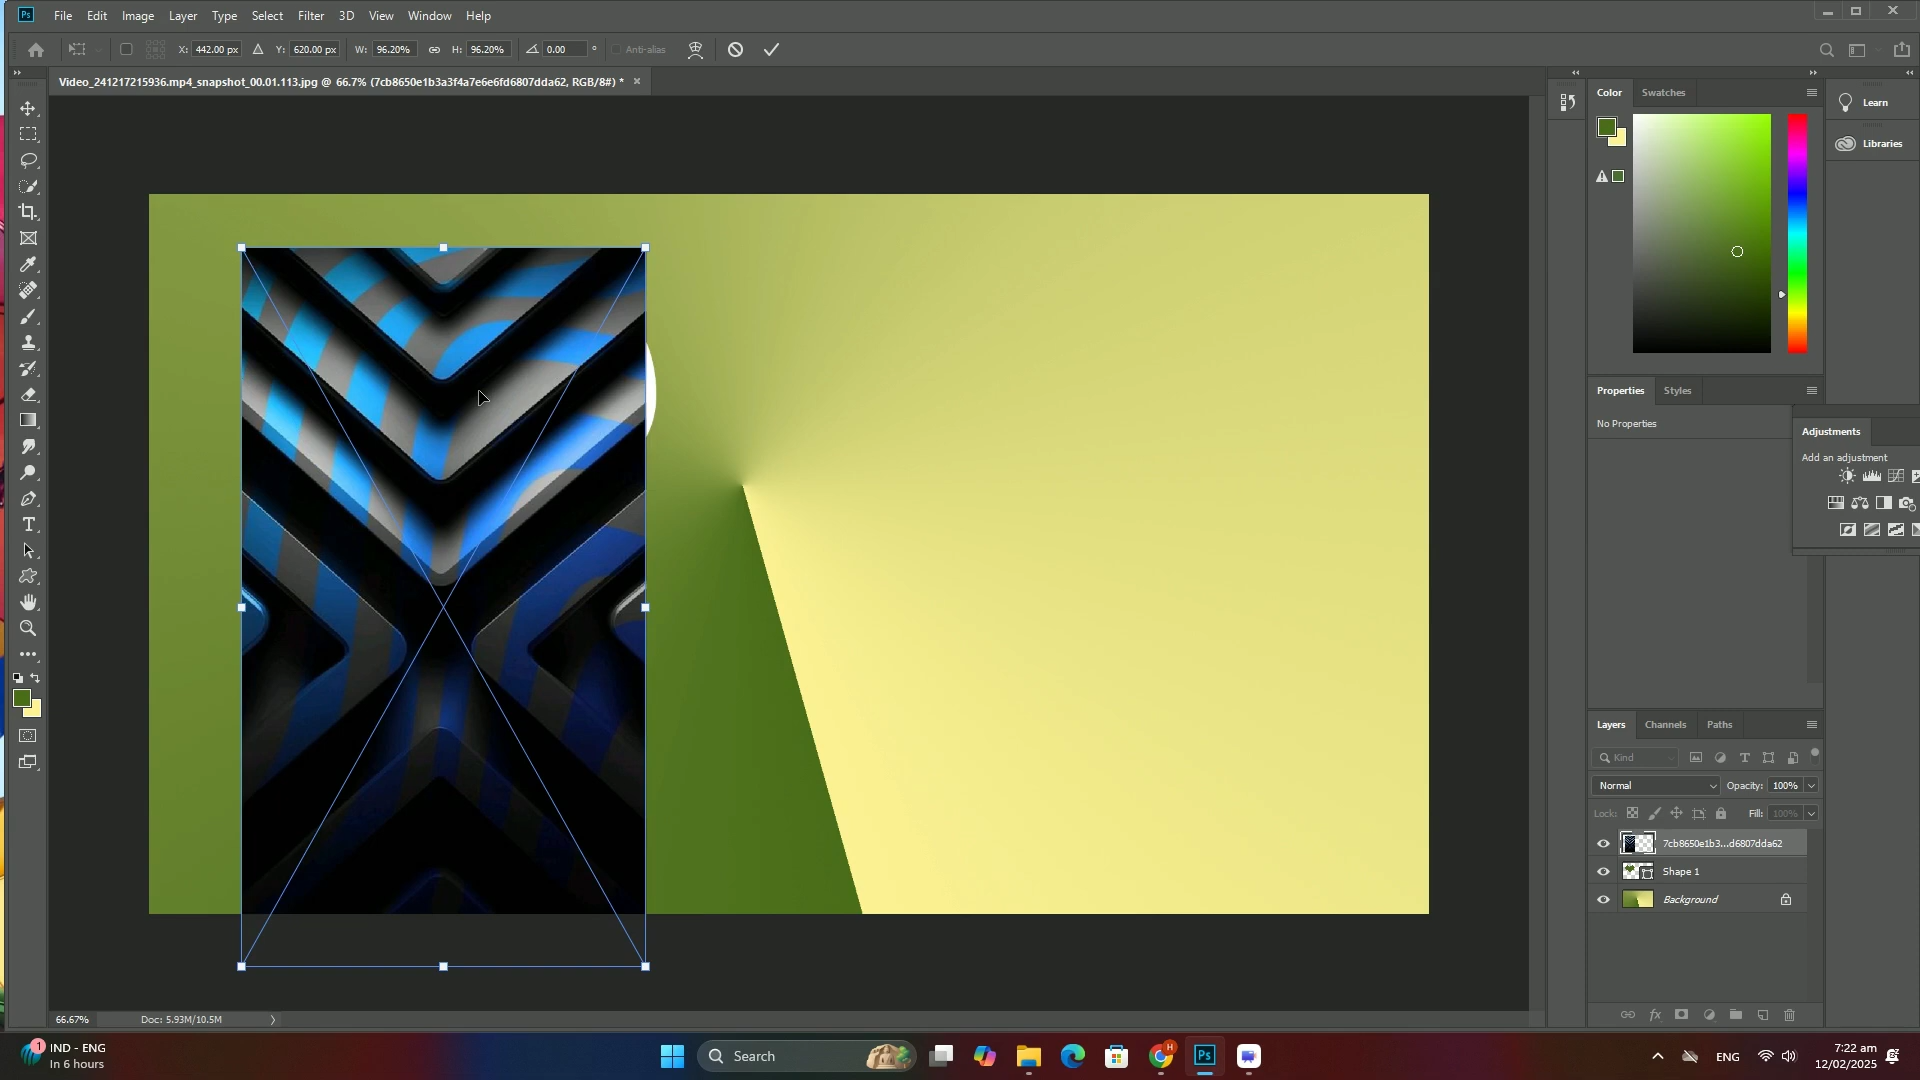 Ps File Edit Image Layer Type Select Filter 3D View Window Help
X: 442.00 px Y: 620.00 px W: 96.20% H: 96.20% 0.00 ° Anti-alias
Video_241217215936.mp4_snapshot_00.01.113.jpg @ 66.7% (7cb8650e1b3a3f4a7e6e6fd6807dda62, RGB/8#) *
Color Swatches
Learn
Libraries
Properties Styles
No Properties
Adjustments
Add an adjustment
Layers Channels Paths
Kind
Normal Opacity: 100%
Lock: Fill: 100%
7cb8650e1b3...d6807dda62
Shape 1
Background
66.67% Doc: 5.93M/10.5M
1 IND - ENG
In 6 hours
Search
H
Ps
ENG
7:22 am
12/02/2025